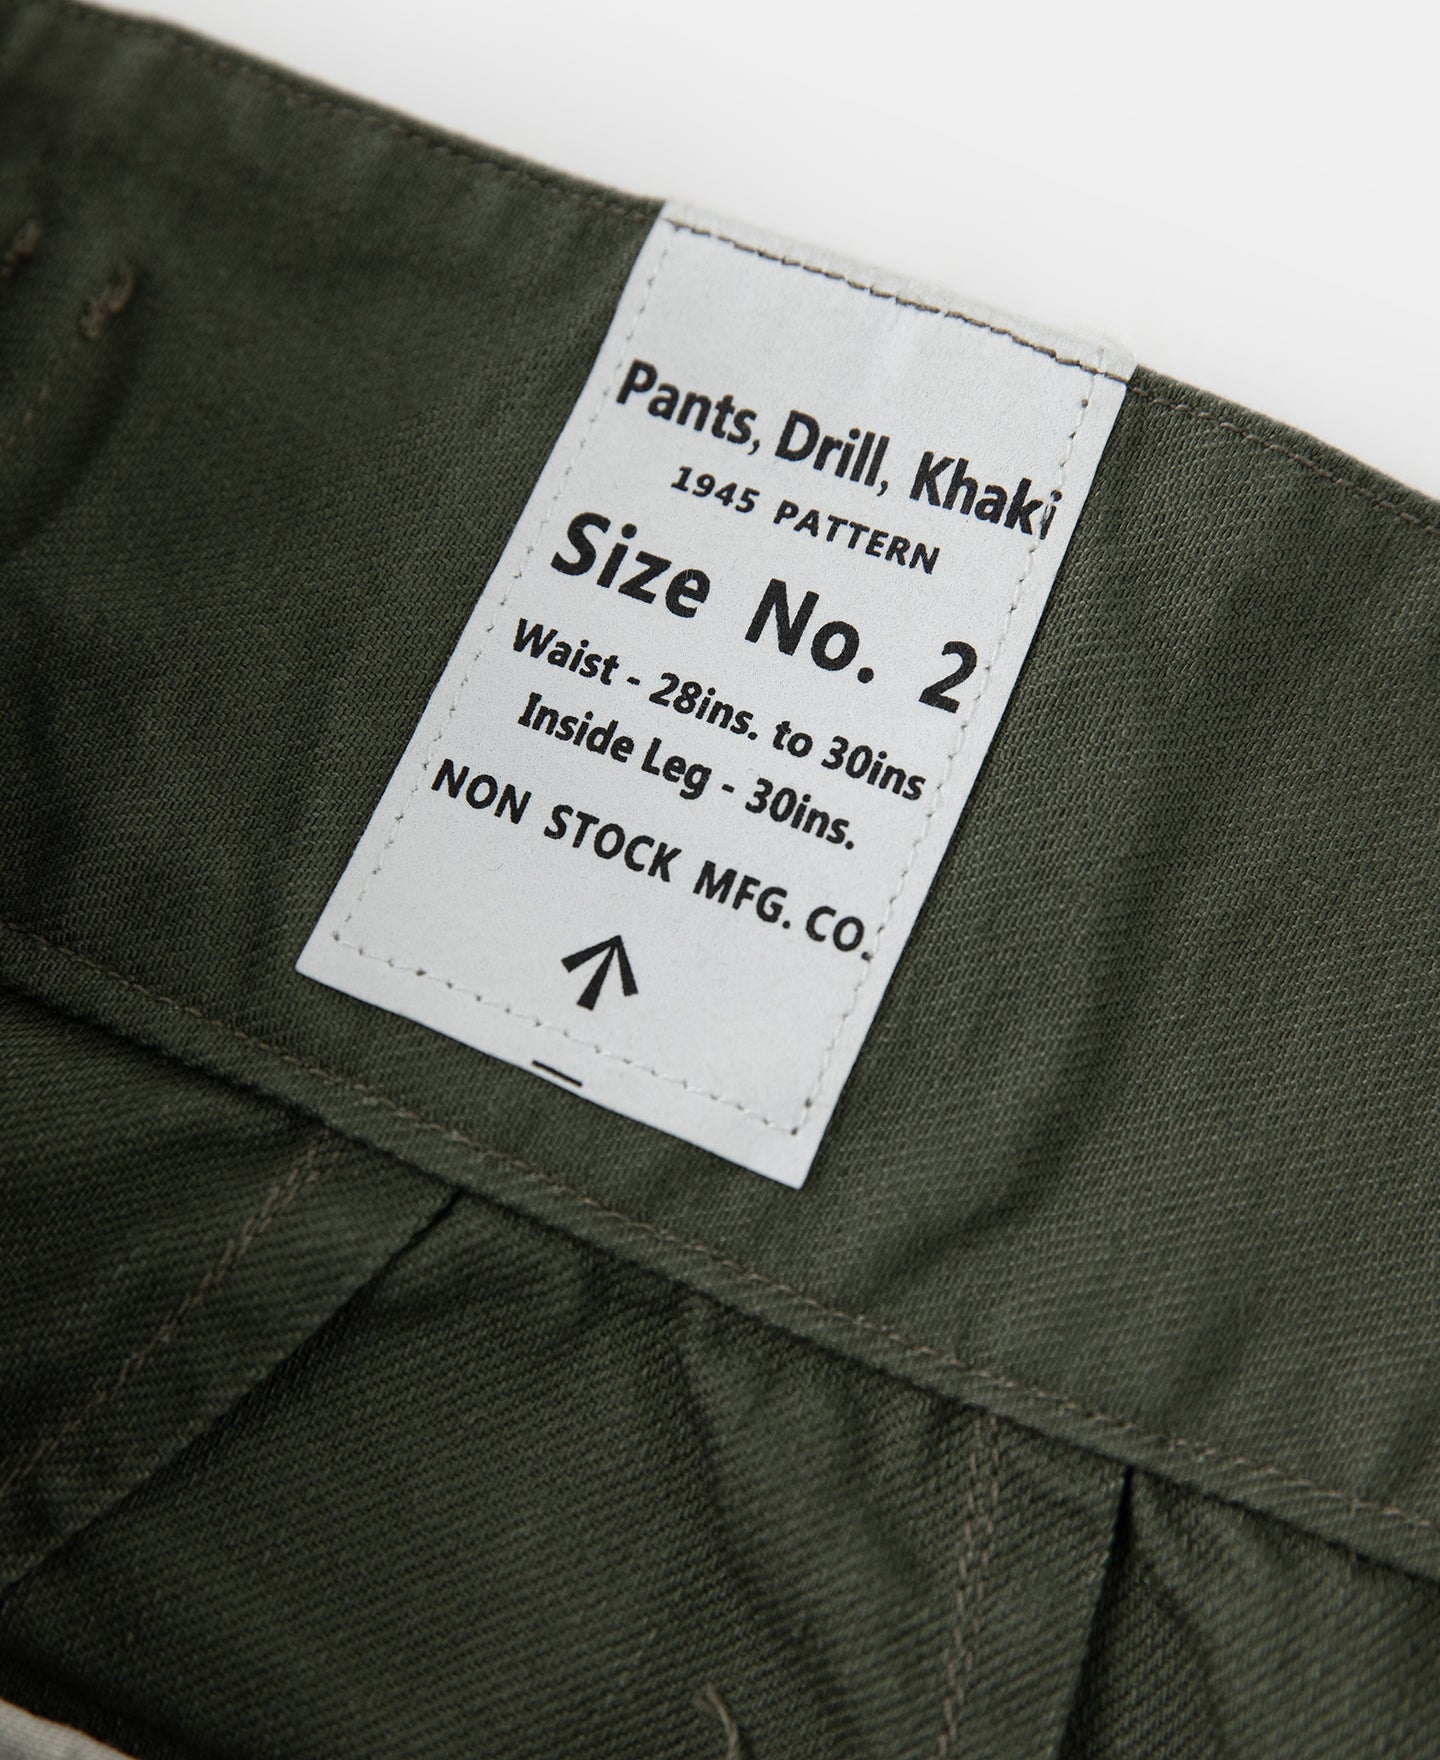 Pants, Drill, Khaki
1945 PATTERN
Size No. 2
Waist - 28ins. to 30ins
Inside Leg - 30ins.
NON STOCK MFG. CO.